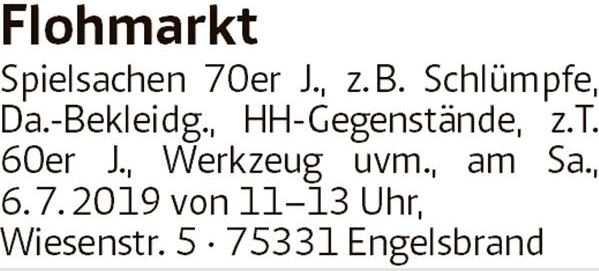 Flohmarkt
Spielsachen 70er J., z.B. Schlümpfe,
Da.-Bekleidg., HH-Gegenstände, z.T.
60er J., Werkzeug uvm., am Sa.,
6.7.2019 von 11–13 Uhr,
Wiesenstr. 5 · 75331 Engelsbrand